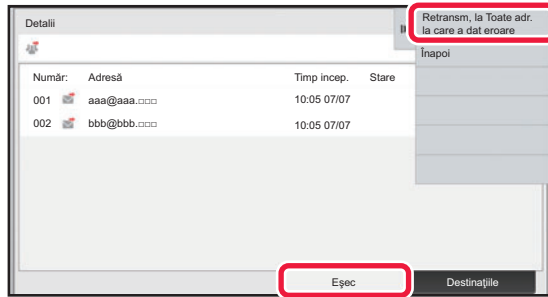 Detalii
Retransm, la Toate adr.
la care a dat eroare
Înapoi
Număr: Adresă Timp incep. Stare
001 aaa@aaa.□□□ 10:05 07/07
002 bbb@bbb.□□□ 10:05 07/07
Eşec Destinaţiile